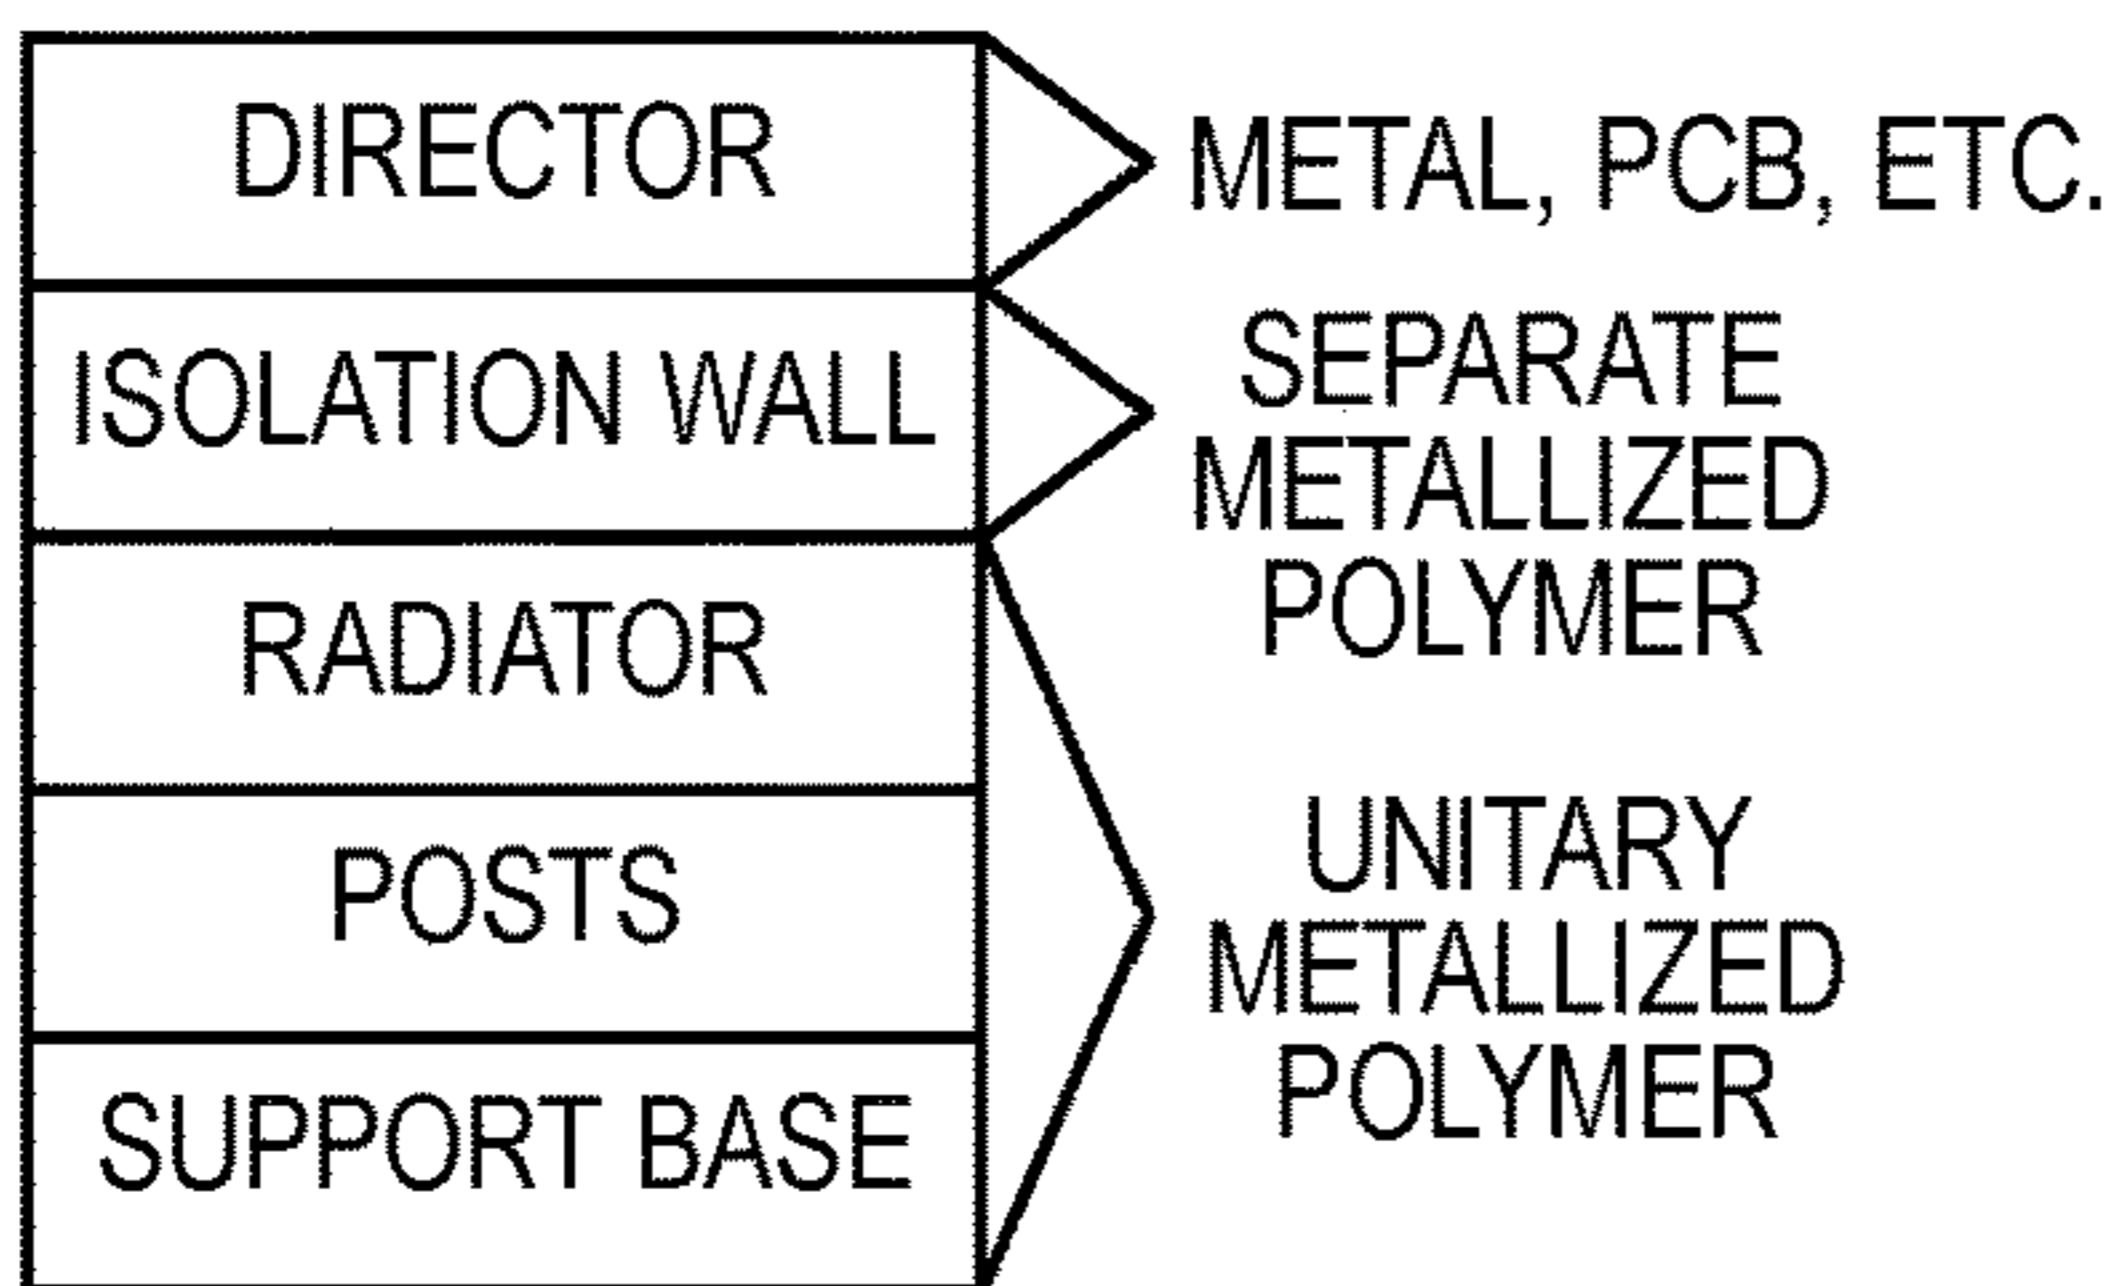 DIRECTOR
METAL, PCB, ETC.
ISOLATION WALL
SEPARATE
METALLIZED
POLYMER
RADIATOR
POSTS
SUPPORT BASE
UNITARY
METALLIZED
POLYMER